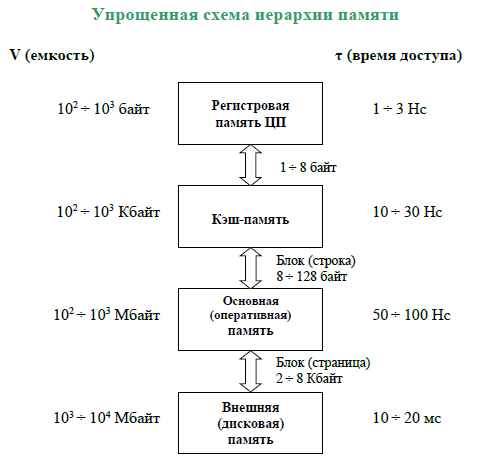 Упрощенная схема иерархии памяти
V (емкость)
τ (время доступа)
10² ÷ 10³ байт
Регистровая
память ЦП
1 ÷ 3 Нс
1 ÷ 8 байт
10² ÷ 10³ Кбайт
Кэш-память
10 ÷ 30 Нс
Блок (строка)
8 ÷ 128 байт
10² ÷ 10³ Мбайт
Основная
(оперативная)
память
50 ÷ 100 Нс
Блок (страница)
2 ÷ 8 Кбайт
10³ ÷ 10⁴ Мбайт
Внешняя
(дисковая)
память
10 ÷ 20 мс